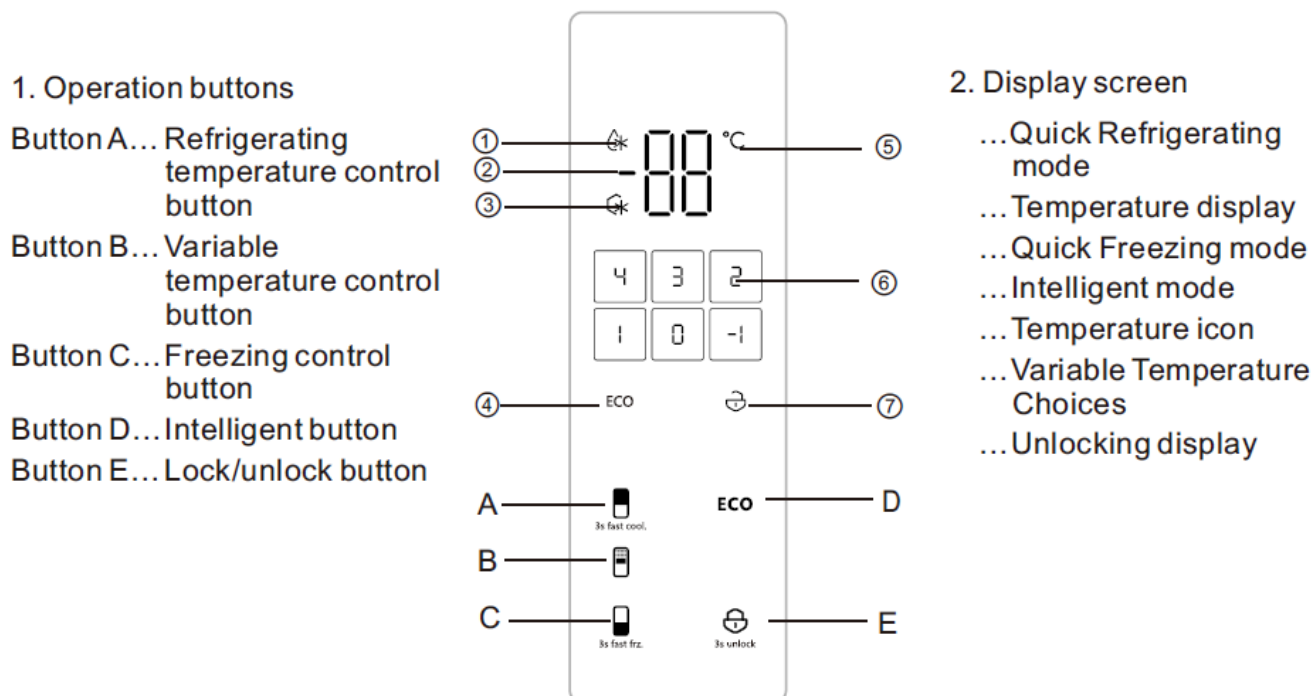 1. Operation buttons
Button A... Refrigerating
temperature control
button
Button B... Variable
temperature control
button
Button C... Freezing control
button
Button D... Intelligent button
Button E... Lock/unlock button
①
②
③
-88
°C
⑤
4
3
2
⑥
1
0
-1
④
ECO
⑦
A
3s fast cool.
ECO
D
B
C
3s fast frz.
3s unlock
E
2. Display screen
...Quick Refrigerating
mode
...Temperature display
...Quick Freezing mode
...Intelligent mode
...Temperature icon
...Variable Temperature
Choices
...Unlocking display